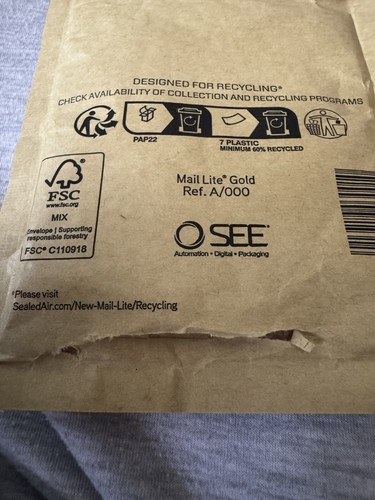 DESIGNED FOR RECYCLING*
CHECK AVAILABILITY OF COLLECTION AND RECYCLING PROGRAMS
PAP22
7 PLASTIC
MINIMUM 60% RECYCLED
FSC
www.fsc.org
MIX
Envelope | Supporting
responsible forestry
FSC® C110918
Mail Lite® Gold
Ref. A/000
SEE®
Automation • Digital • Packaging
*Please visit
SealedAir.com/New-Mail-Lite/Recycling